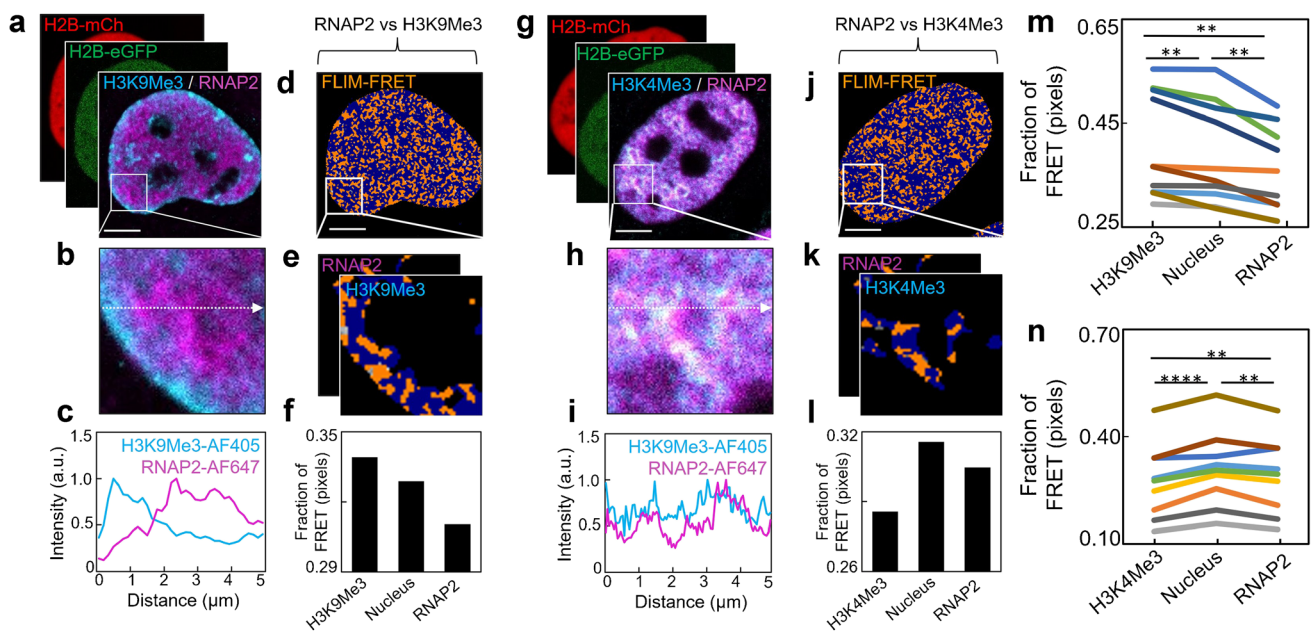 a
H2B-mCh
H2B-eGFP
H3K9Me3 / RNAP2
RNAP2 vs H3K9Me3
d
FLIM-FRET
b
e
RNAP2
H3K9Me3
c
1.5
1.0
0.5
0
Intensity (a.u.)
H3K9Me3-AF405
RNAP2-AF647
0 1 2 3 4 5
Distance (μm)
f
0.35
0.29
Fraction of
FRET (pixels)
H3K9Me3
Nucleus
RNAP2
g
H2B-mCh
H2B-eGFP
H3K4Me3 / RNAP2
RNAP2 vs H3K4Me3
j
FLIM-FRET
h
k
RNAP2
H3K4Me3
i
1.5
1.0
0.5
0
Intensity (a.u.)
H3K9Me3-AF405
RNAP2-AF647
0 1 2 3 4 5
Distance (μm)
l
0.32
0.26
Fraction of
FRET (pixels)
H3K4Me3
Nucleus
RNAP2
m
0.65
0.45
0.25
Fraction of
FRET (pixels)
**
** **
H3K9Me3
Nucleus
RNAP2
n
0.70
0.40
0.10
Fraction of
FRET (pixels)
**
**** **
H3K4Me3
Nucleus
RNAP2